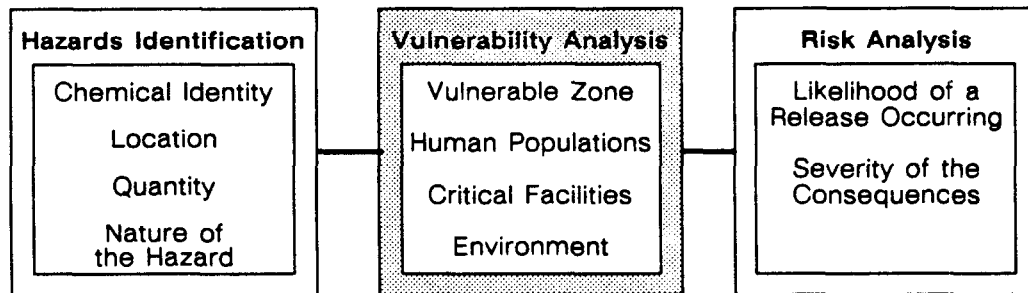 Hazards Identification
Chemical Identity
Location
Quantity
Nature of
the Hazard
Vulnerability Analysis
Vulnerable Zone
Human Populations
Critical Facilities
Environment
Risk Analysis
Likelihood of a
Release Occurring
Severity of the
Consequences